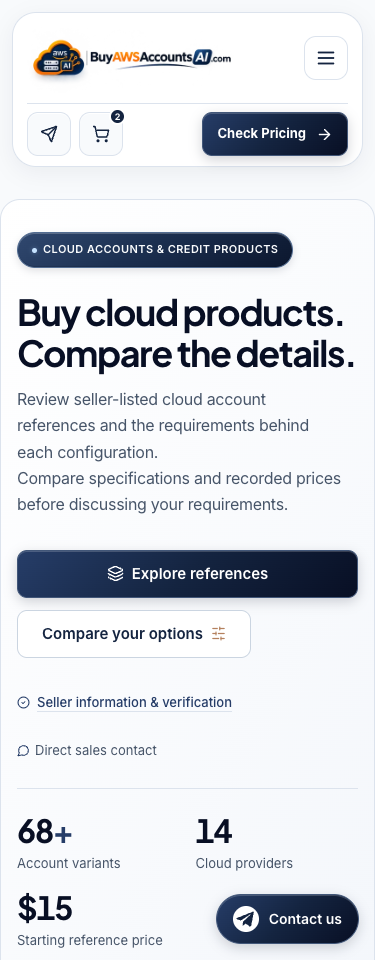 aws
AI
BuyAWSAccountsAI.com
2
Check Pricing
CLOUD ACCOUNTS & CREDIT PRODUCTS
Buy cloud products.
Compare the details.
Review seller-listed cloud account
references and the requirements behind
each configuration.
Compare specifications and recorded prices
before discussing your requirements.
Explore references
Compare your options
Seller information & verification
Direct sales contact
68+
14
Account variants
Cloud providers
$15
Starting reference price
Contact us